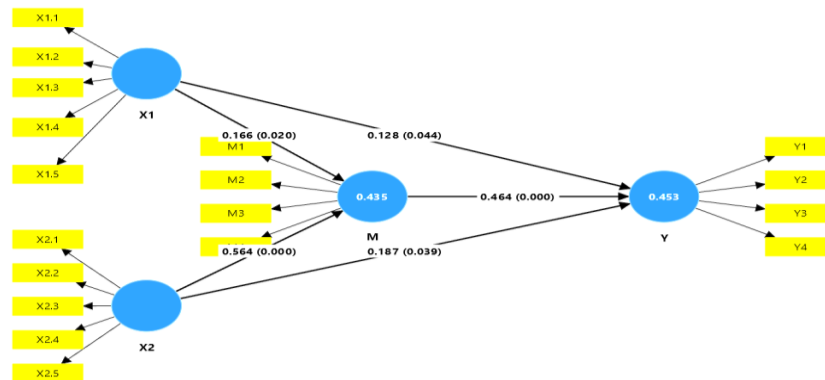 X1.1
X1.2
X1.3
X1.4
X1.5
X1
0.166 (0.020)
0.128 (0.044)
M1
M2
M3
0.435
M
0.464 (0.000)
0.453
Y
Y1
Y2
Y3
Y4
X2.1
X2.2
X2.3
X2.4
X2.5
X2
0.564 (0.000)
0.187 (0.039)